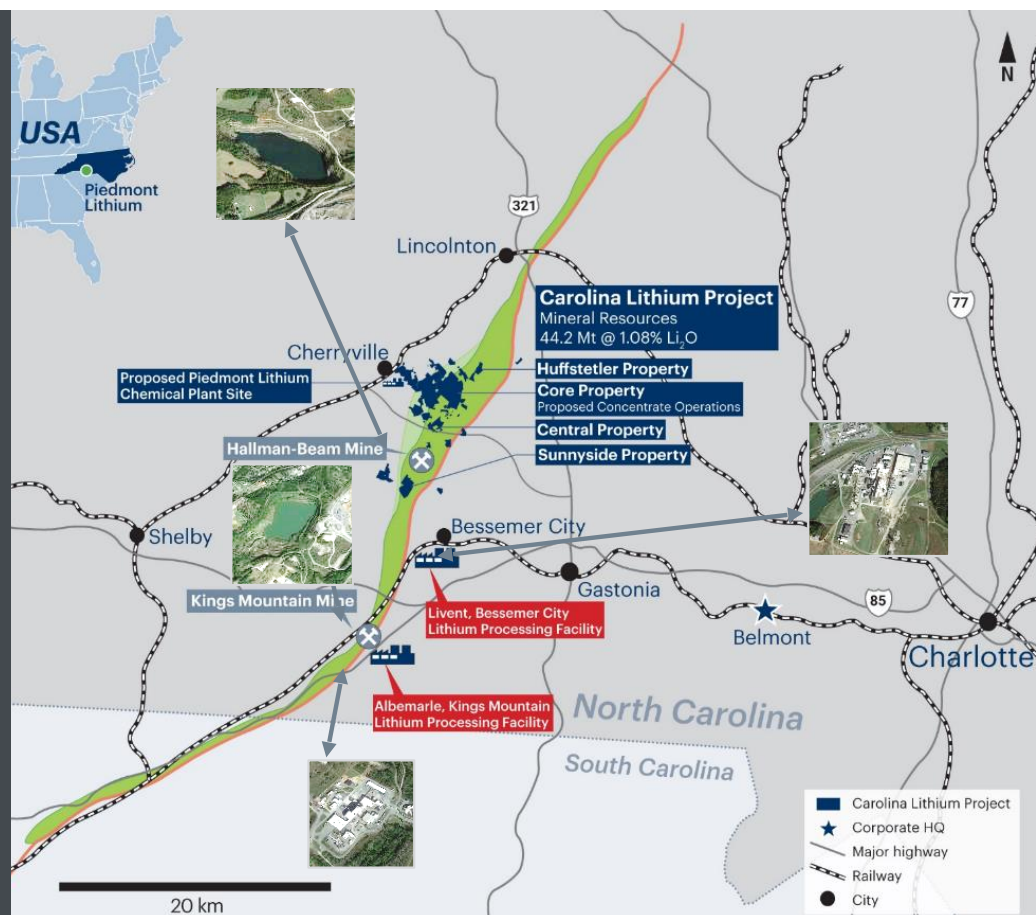 USA
Piedmont
Lithium
N
321
Lincolnton
77
Carolina Lithium Project
Mineral Resources
44.2 Mt @ 1.08% Li₂O
Cherryville
Huffstetler Property
Proposed Piedmont Lithium
Chemical Plant Site
Core Property
Proposed Concentrate Operations
Central Property
Hallman-Beam Mine
Sunnyside Property
Shelby
Bessemer City
Gastonia
Kings Mountain Mine
Livent, Bessemer City
Lithium Processing Facility
85
Belmont
Charlotte
Albemarle, Kings Mountain
Lithium Processing Facility
North Carolina
South Carolina
Carolina Lithium Project
Corporate HQ
Major highway
Railway
City
20 km